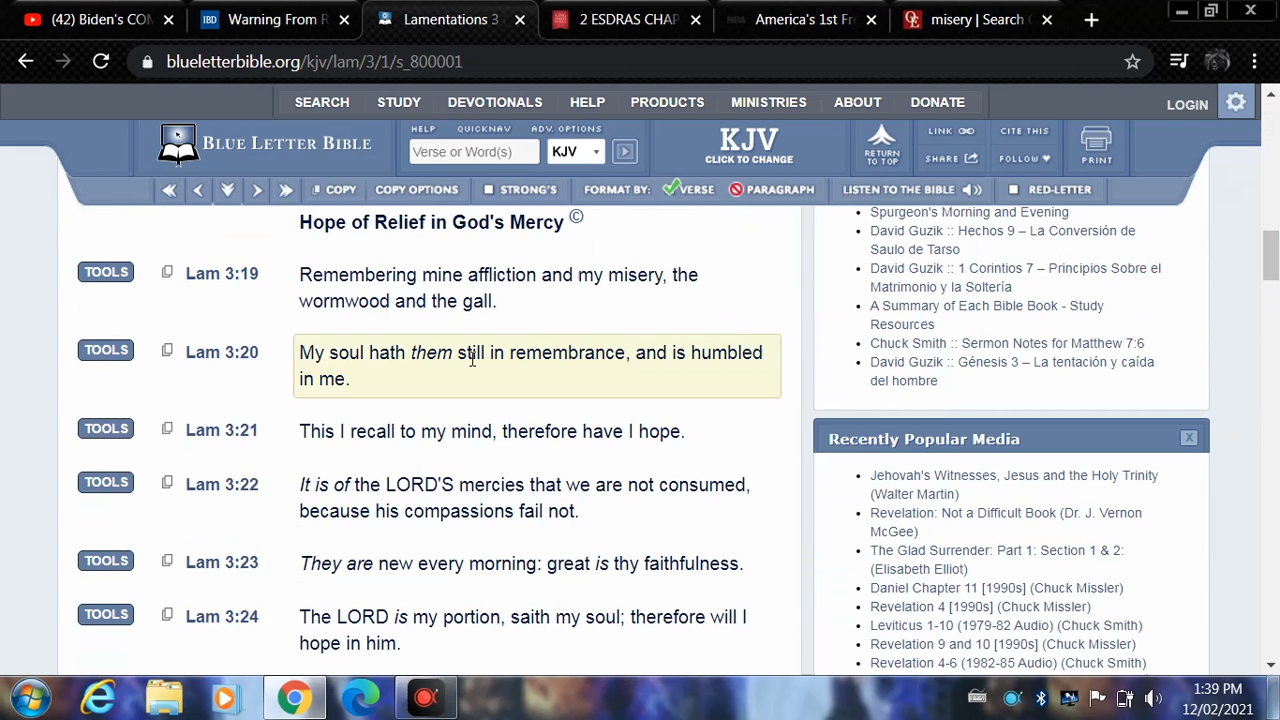 (42) Biden's CON
Warning From R
Lamentations 3
2 ESDRAS CHAP
America's 1st Fr
misery | Search
blueletterbible.org/kjv/lam/3/1/s_800001
SEARCH STUDY DEVOTIONALS HELP PRODUCTS MINISTRIES ABOUT DONATE LOGIN
BLUE LETTER BIBLE
HELP QUICKNAV ADV. OPTIONS
Verse or Word(s) KJV
KJV
CLICK TO CHANGE
RETURN
TO TOP
LINK CITE THIS
SHARE FOLLOW
PRINT
COPY COPY OPTIONS STRONG'S FORMAT BY: VERSE PARAGRAPH LISTEN TO THE BIBLE RED-LETTER
Hope of Relief in God's Mercy ©
TOOLS Lam 3:19 Remembering mine affliction and my misery, the
wormwood and the gall.
TOOLS Lam 3:20 My soul hath them still in remembrance, and is humbled
in me.
TOOLS Lam 3:21 This I recall to my mind, therefore have I hope.
TOOLS Lam 3:22 It is of the LORD'S mercies that we are not consumed,
because his compassions fail not.
TOOLS Lam 3:23 They are new every morning: great is thy faithfulness.
TOOLS Lam 3:24 The LORD is my portion, saith my soul; therefore will I
hope in him.
Spurgeon's Morning and Evening
David Guzik :: Hechos 9 – La Conversión de
Saulo de Tarso
David Guzik :: 1 Corintios 7 – Principios Sobre el
Matrimonio y la Soltería
A Summary of Each Bible Book - Study
Resources
Chuck Smith :: Sermon Notes for Matthew 7:6
David Guzik :: Génesis 3 – La tentación y caída
del hombre
Recently Popular Media X
Jehovah's Witnesses, Jesus and the Holy Trinity
(Walter Martin)
Revelation: Not a Difficult Book (Dr. J. Vernon
McGee)
The Glad Surrender: Part 1: Section 1 & 2:
(Elisabeth Elliot)
Daniel Chapter 11 [1990s] (Chuck Missler)
Revelation 4 [1990s] (Chuck Missler)
Leviticus 1-10 (1979-82 Audio) (Chuck Smith)
Revelation 9 and 10 [1990s] (Chuck Missler)
Revelation 4-6 (1982-85 Audio) (Chuck Smith)
1:39 PM
12/02/2021